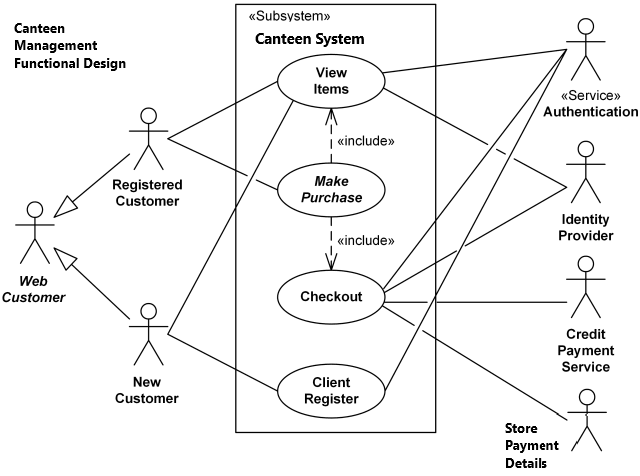 Canteen
Management
Functional Design
«Subsystem»
Canteen System
View
Items
«include»
Make
Purchase
«include»
Checkout
Client
Register
Registered
Customer
Web
Customer
New
Customer
«Service»
Authentication
Identity
Provider
Credit
Payment
Service
Store
Payment
Details